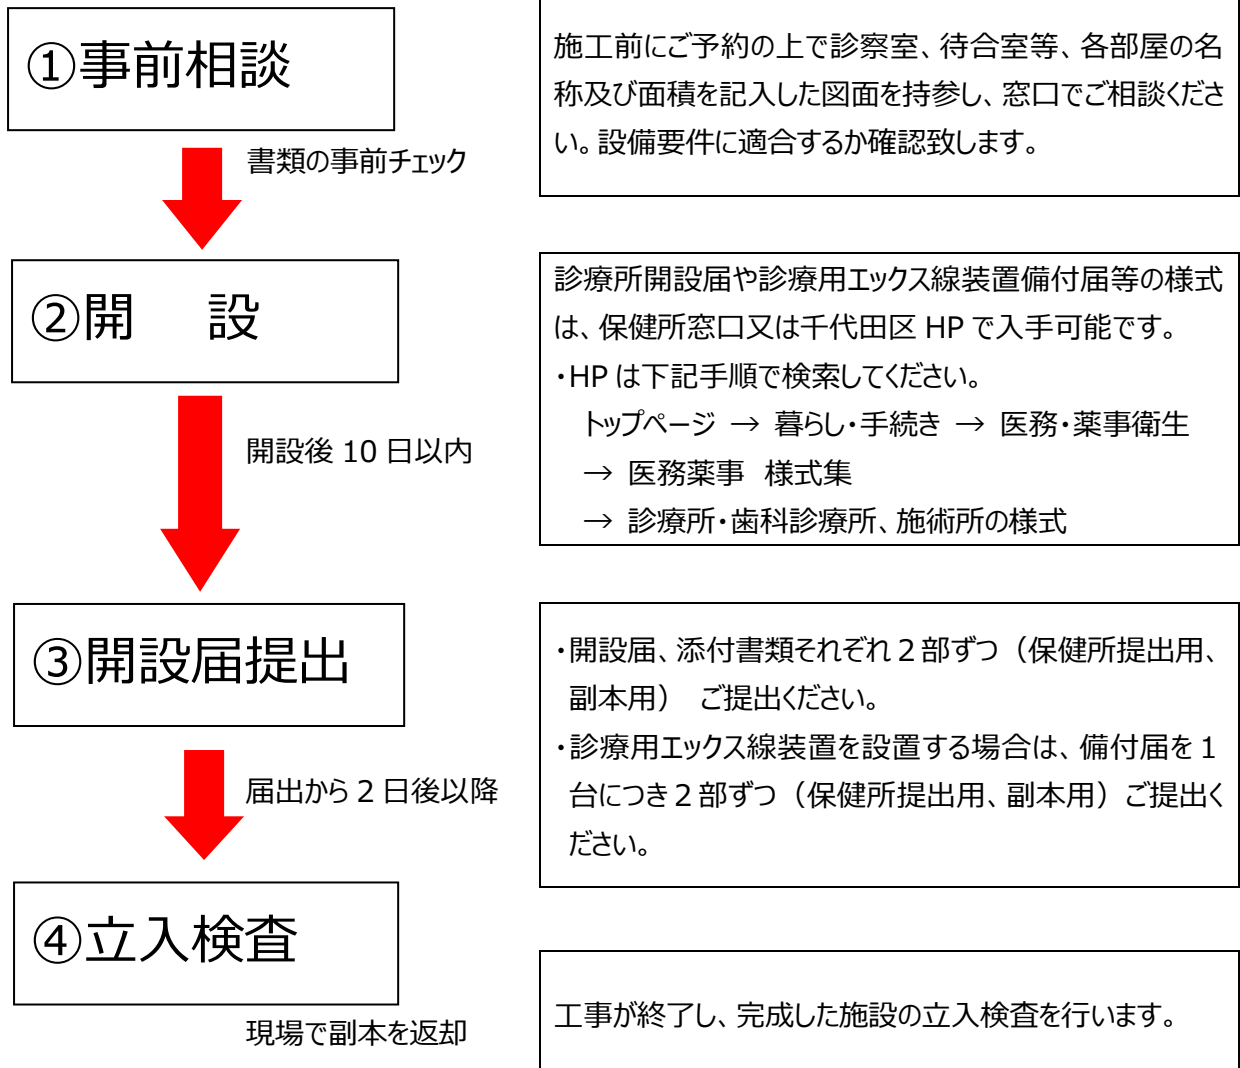 ①事前相談
施工前にご予約の上で診察室、待合室等、各部屋の名
称及び面積を記入した図面を持参し、窓口でご相談くださ
い。設備要件に適合するか確認致します。
書類の事前チェック
②開　設
診療所開設届や診療用エックス線装置備付届等の様式
は、保健所窓口又は千代田区 HP で入手可能です。
・HP は下記手順で検索してください。
トップページ → 暮らし・手続き → 医務・薬事衛生
→ 医務薬事 様式集
→ 診療所・歯科診療所、施術所の様式
開設後 10 日以内
③開設届提出
・開設届、添付書類それぞれ２部ずつ（保健所提出用、
副本用） ご提出ください。
・診療用エックス線装置を設置する場合は、備付届を１
台につき２部ずつ（保健所提出用、副本用）ご提出く
ださい。
届出から 2 日後以降
④立入検査
工事が終了し、完成した施設の立入検査を行います。
現場で副本を返却